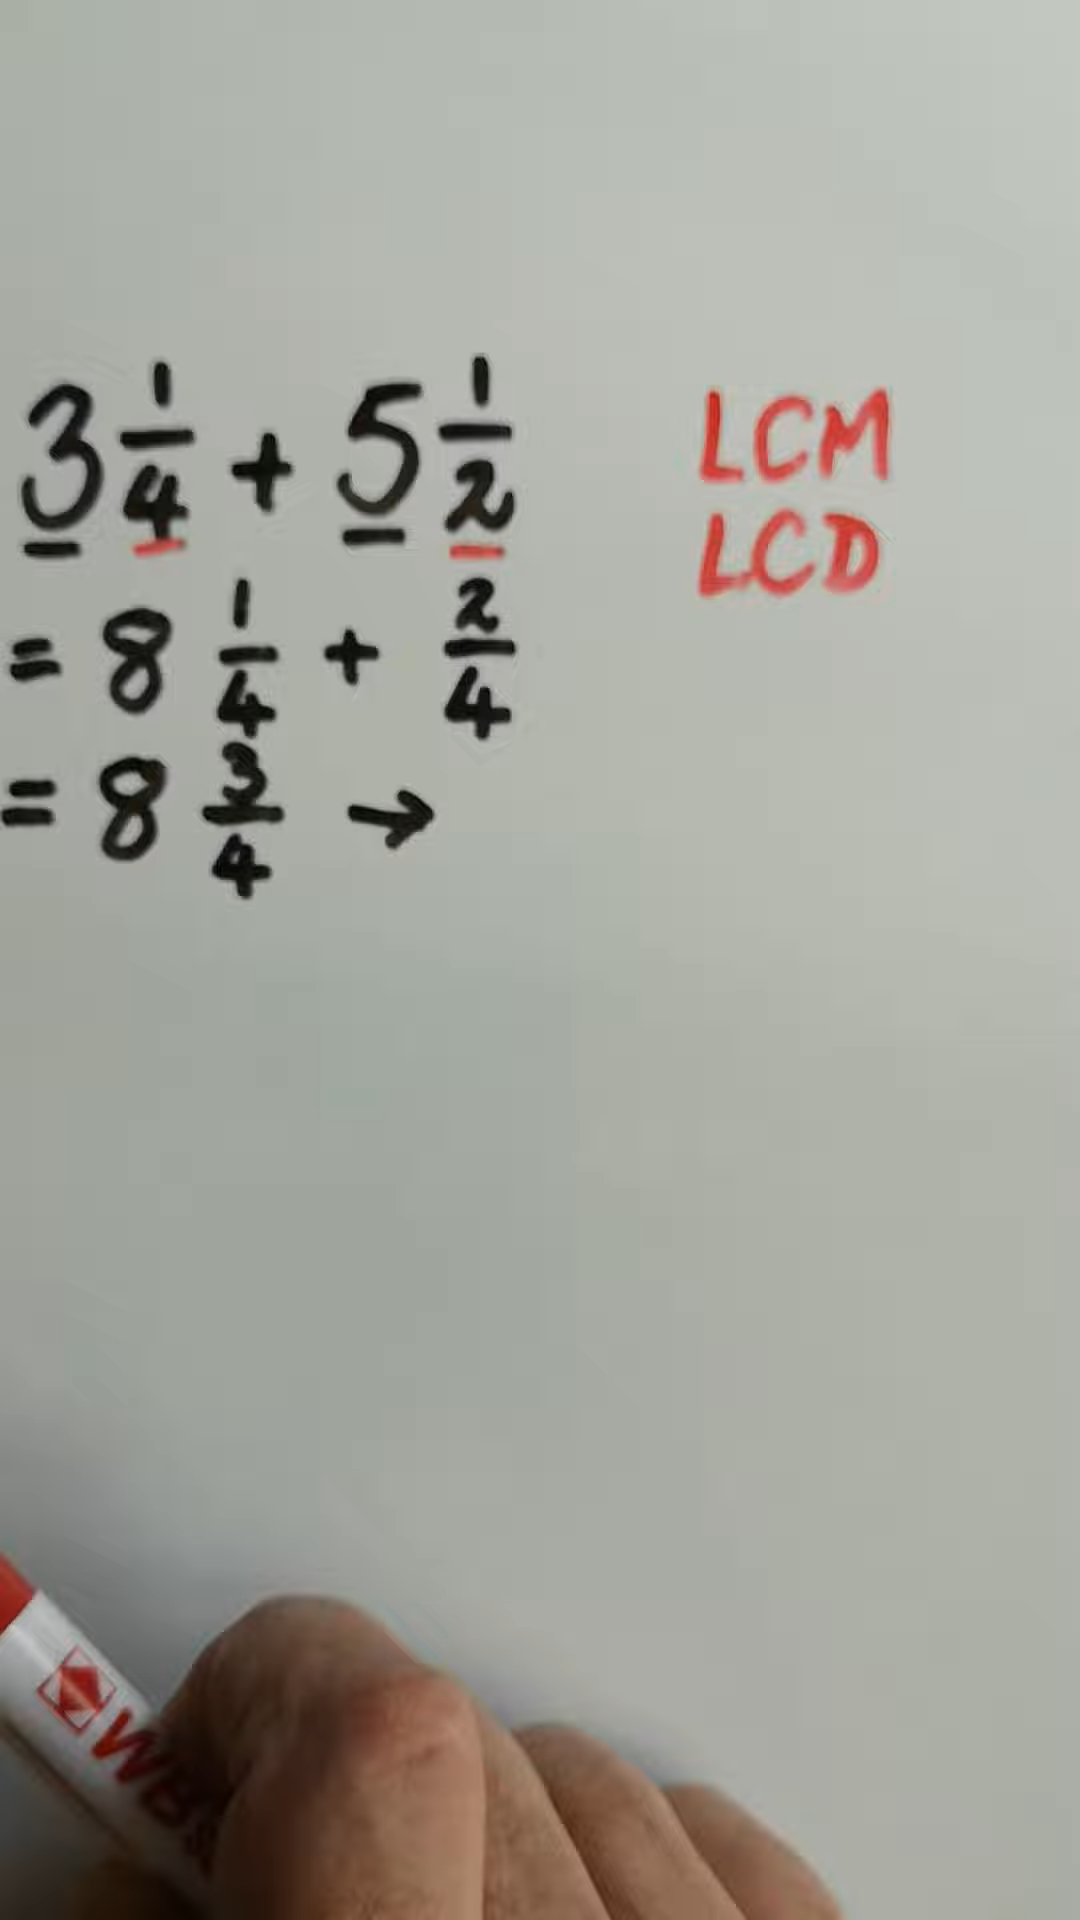 3 1/4 + 5 1/2
= 8 1/4 + 2/4
= 8 3/4 →
LCM
LCD